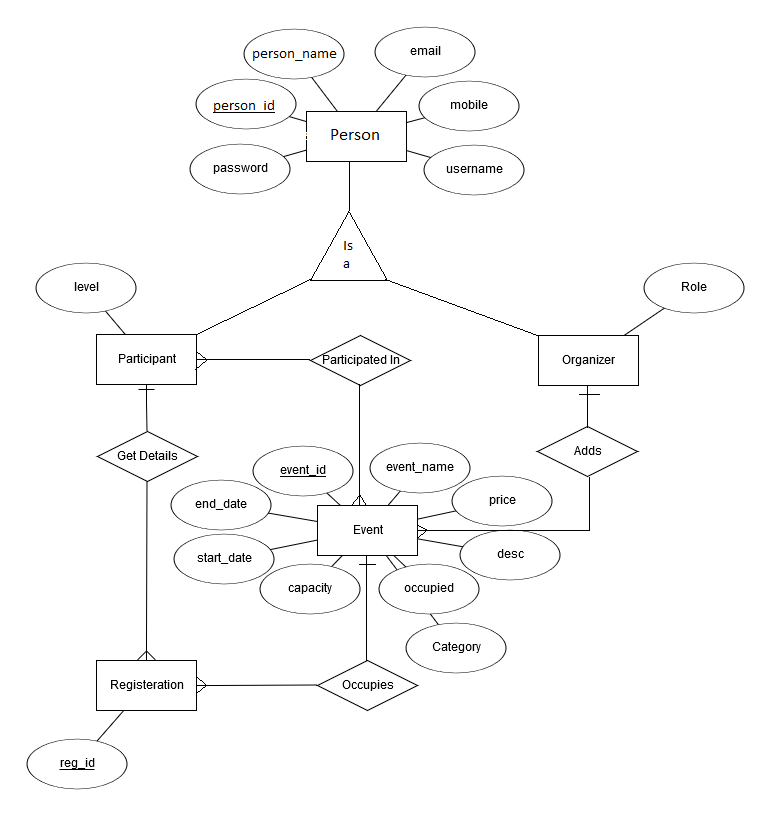 person_name
email
person_id
mobile
Person
password
username
Is
a
level
Role
Participant
Participated In
Organizer
Get Details
Adds
event_id
event_name
end_date
price
Event
start_date
desc
capacity
occupied
Category
Registeration
Occupies
reg_id